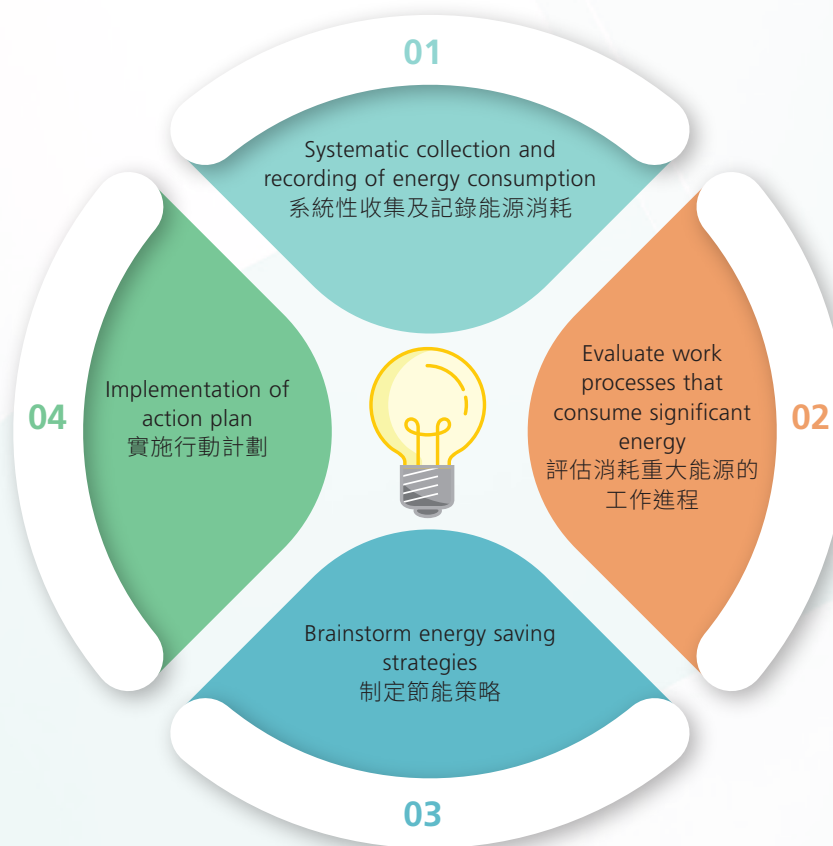 01
Systematic collection and
recording of energy consumption
系統性收集及記錄能源消耗
02
Evaluate work
processes that
consume significant
energy
評估消耗重大能源的
工作進程
03
Brainstorm energy saving
strategies
制定節能策略
04
Implementation of
action plan
實施行動計劃